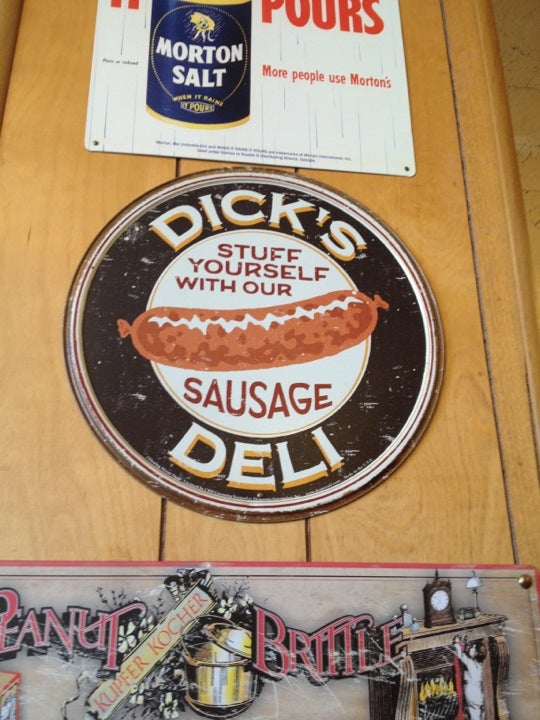 POURS
MORTON
SALT
WHEN IT RAINS
IT POURS
More people use Morton's
DICK'S
STUFF
YOURSELF
WITH OUR
SAUSAGE
DELI
PEANUT BRITTLE
KUPFER KOCHER